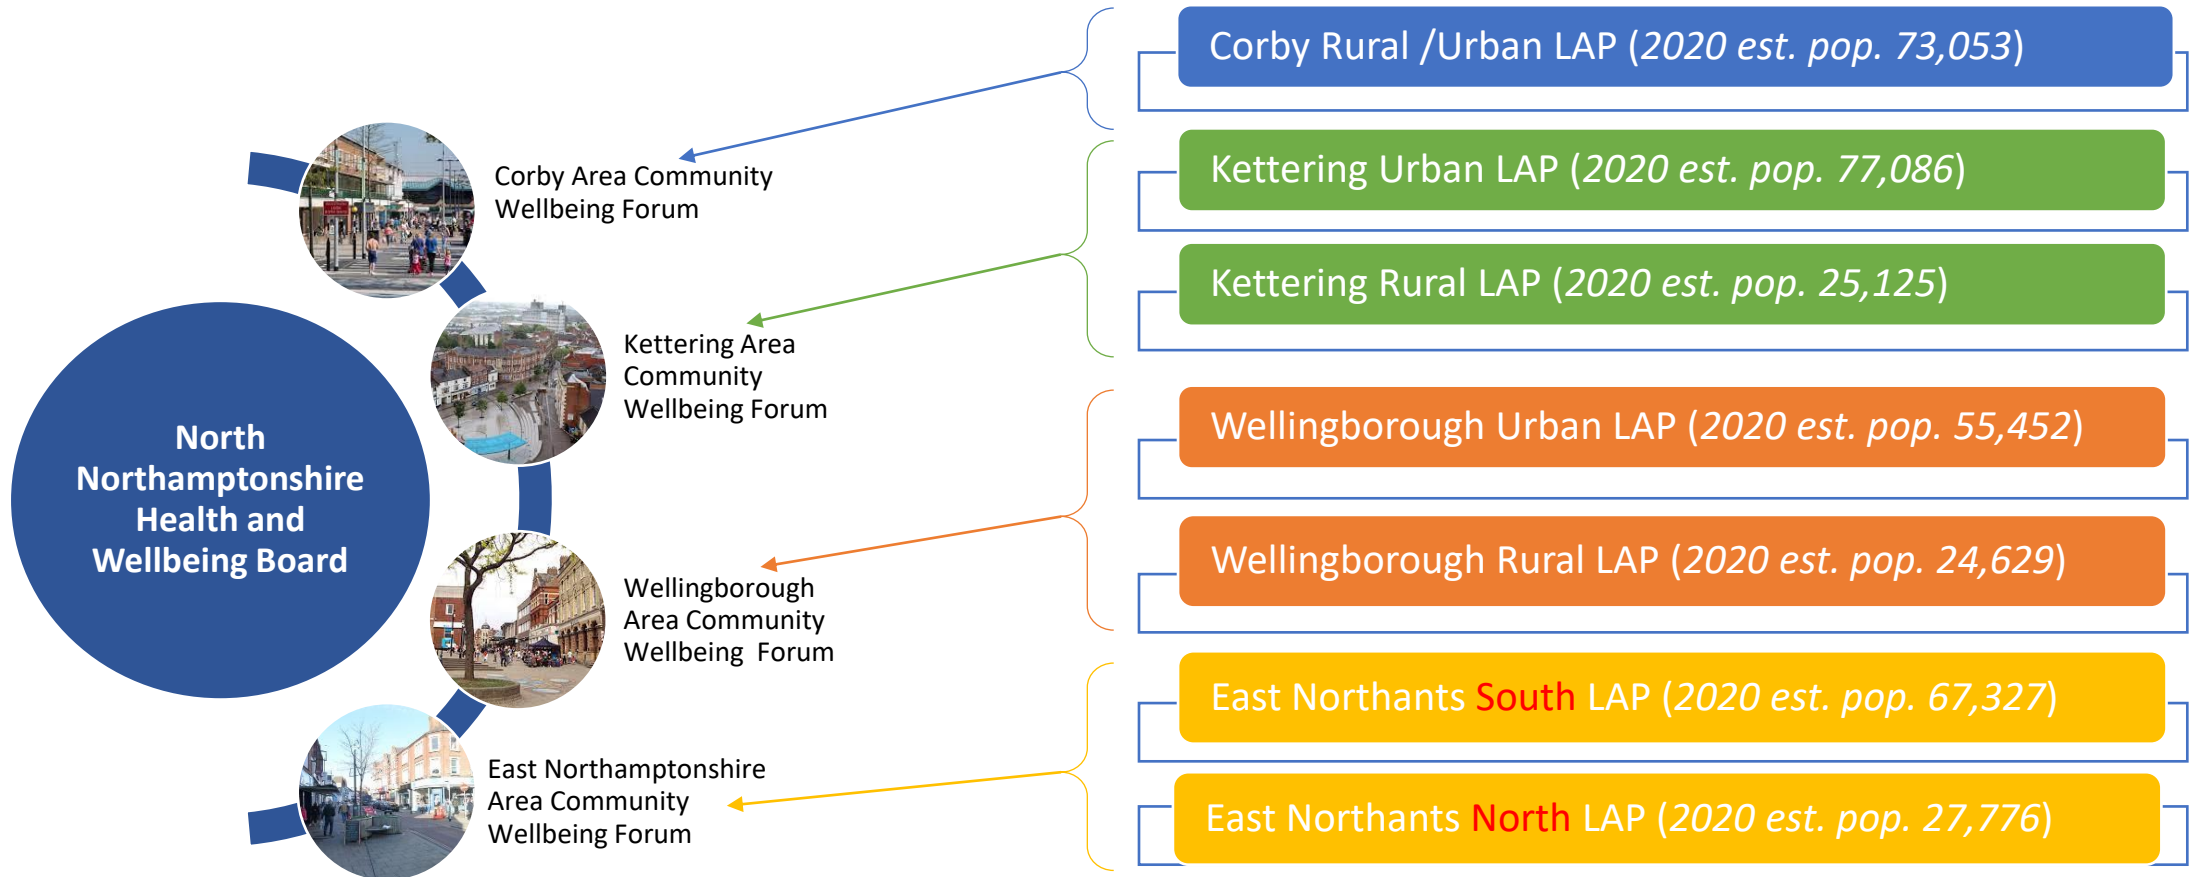 North
Northamptonshire
Health and
Wellbeing Board
Corby Area Community
Wellbeing Forum
Kettering Area
Community
Wellbeing Forum
Wellingborough
Area Community
Wellbeing  Forum
East Northamptonshire
Area Community
Wellbeing Forum
Corby Rural /Urban LAP (2020 est. pop. 73,053)
Kettering Urban LAP (2020 est. pop. 77,086)
Kettering Rural LAP (2020 est. pop. 25,125)
Wellingborough Urban LAP (2020 est. pop. 55,452)
Wellingborough Rural LAP (2020 est. pop. 24,629)
East Northants South LAP (2020 est. pop. 67,327)
East Northants North LAP (2020 est. pop. 27,776)